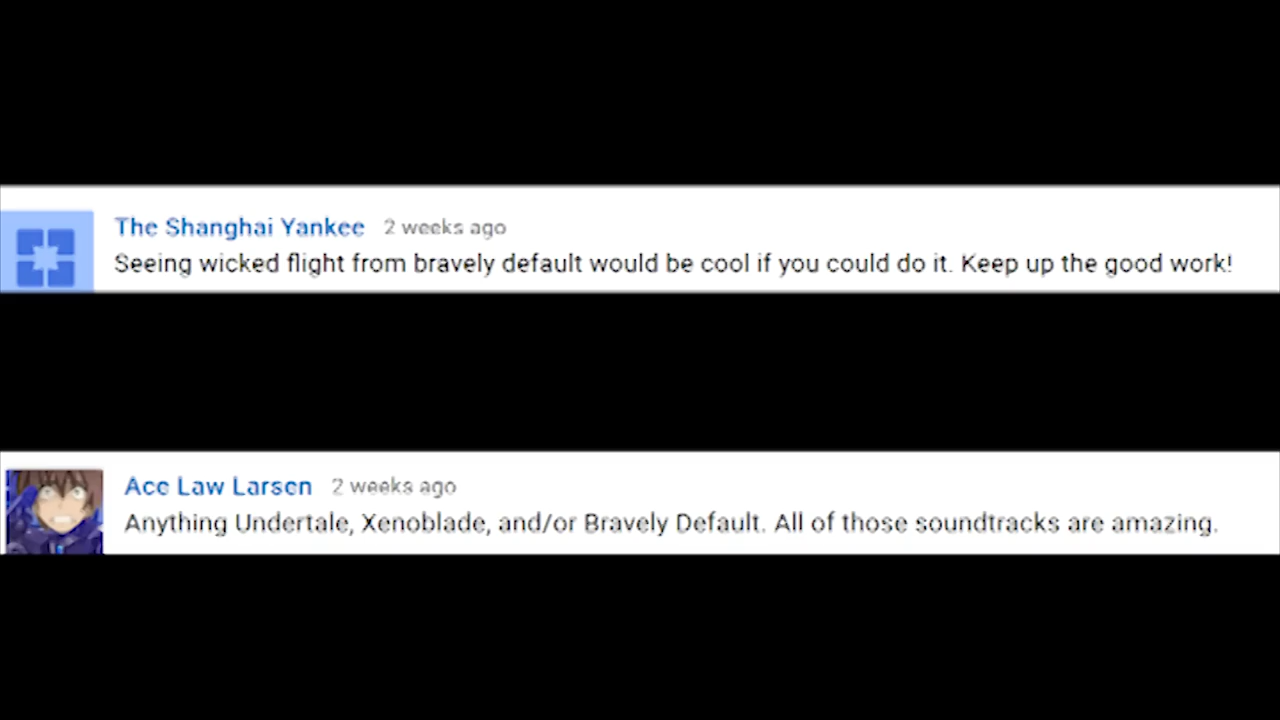 The Shanghai Yankee 2 weeks ago
Seeing wicked flight from bravely default would be cool if you could do it. Keep up the good work!
Ace Law Larsen 2 weeks ago
Anything Undertale, Xenoblade, and/or Bravely Default. All of those soundtracks are amazing.